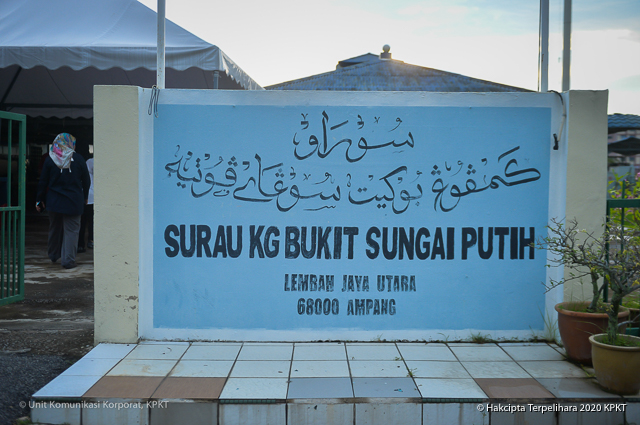 سوراو
كمڤوڠ بوكيت سوڠاي ڤوتيه
SURAU KG BUKIT SUNGAI PUTIH
LEMBAH JAYA UTARA
68000 AMPANG
© Unit Komunikasi Korporat, KPKT
© Hakcipta Terpelihara 2020 KPKT